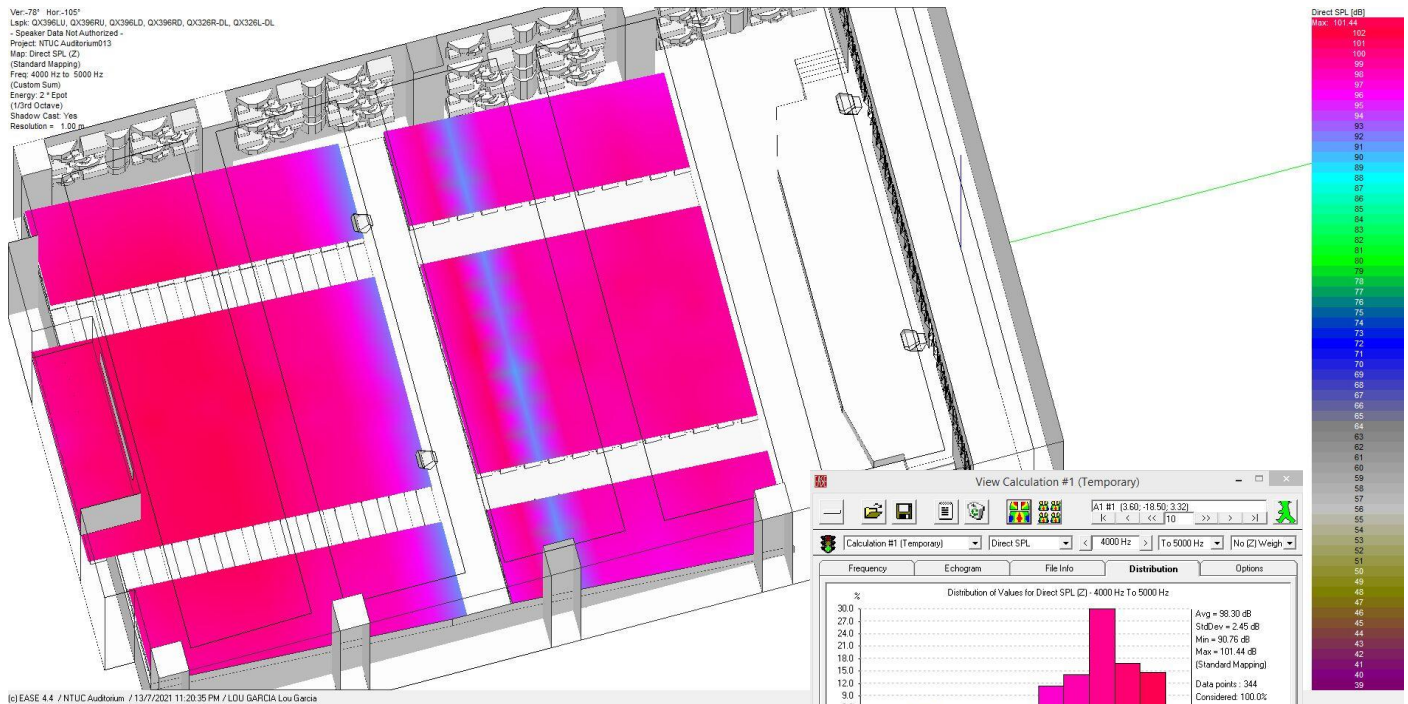 Ver:-78° Hor:-105°
Lspk: QX396LU, QX396RU, QX396LD, QX396RD, QX326R-DL, QX326L-DL
- Speaker Data Not Authorized -
Project: NTUC Auditorium013
Map: Direct SPL (Z)
(Standard Mapping)
Freq: 4000 Hz to 5000 Hz
(Custom Sum)
Energy: 2 * Epot
(1/3rd Octave)
Shadow Cast: Yes
Resolution = 1.00 m
Direct SPL [dB]
Max: 101.44
102
101
100
99
98
97
96
95
94
93
92
91
90
89
88
87
86
85
84
83
82
81
80
79
78
77
76
75
74
73
72
71
70
69
68
67
66
65
64
63
62
61
60
59
58
57
56
55
54
53
52
51
50
49
48
47
46
45
44
43
42
41
40
39
View Calculation #1 (Temporary)
A1 #1 (3.60; -18.50; 3.32)
10
Calculation #1 (Temporary) Direct SPL 4000 Hz To 5000 Hz No (Z) Weigh
Frequency Echogram File Info Distribution Options
Distribution of Values for Direct SPL (Z) - 4000 Hz To 5000 Hz
%
30.0
27.0
24.0
21.0
18.0
15.0
12.0
9.0
Avg = 98.30 dB
StdDev = 2.45 dB
Min = 90.76 dB
Max = 101.44 dB
(Standard Mapping)
Data points : 344
Considered: 100.0%
(c) EASE 4.4 / NTUC Auditorium / 13/7/2021 11:20:35 PM / LOU GARCIA Lou Garcia